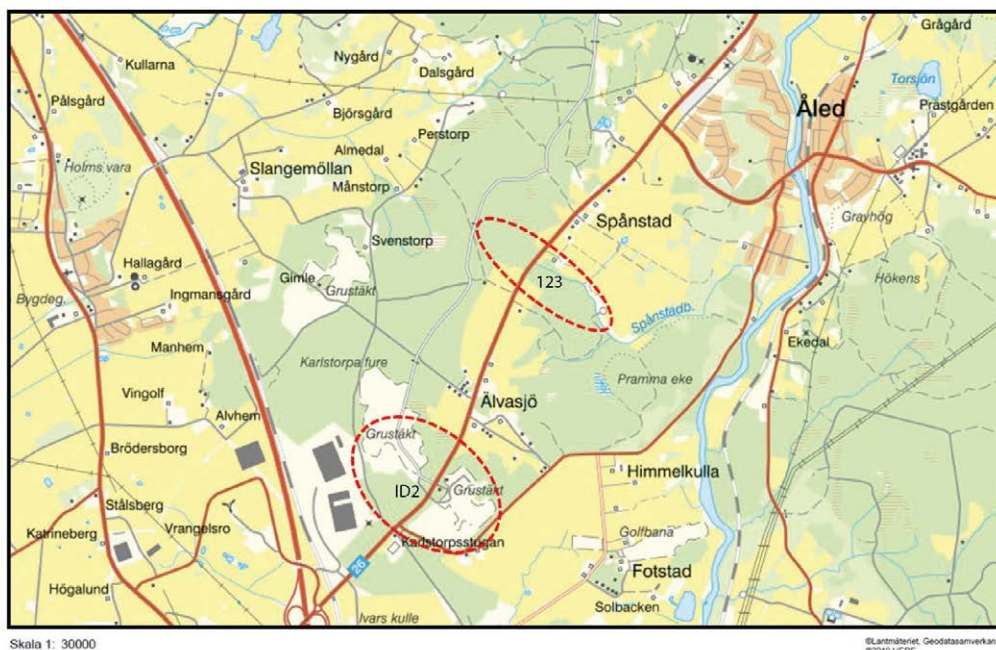 Kullarna
Nygård
Grågård
Dalsgård
Torsjön
Pålsgård
Björsgård
Åled
Prästgården
Perstorp
Holms vara
Slangemöllan
Almedal
Månstorp
Spånstad
Gravhög
Svenstorp
Hallagård
123
Hökens
Gimle
Grustäkt
Bygdeg.
Ingmansgård
Spånstadb.
Ekedal
Manhem
Karlstorpa fure
Pramma eke
Vingolf
Älvasjö
Alvhem
Grustäkt
Brödersborg
Himmelkulla
ID2
Grustäkt
Stålsberg
Vrangelsro
Golfbana
Katrineberg
Karlstorpsstugan
26
Fotstad
Högalund
Solbacken
Ivars kulle
Skala 1: 30000
©Lantmäteriet, Geodatasamverkan